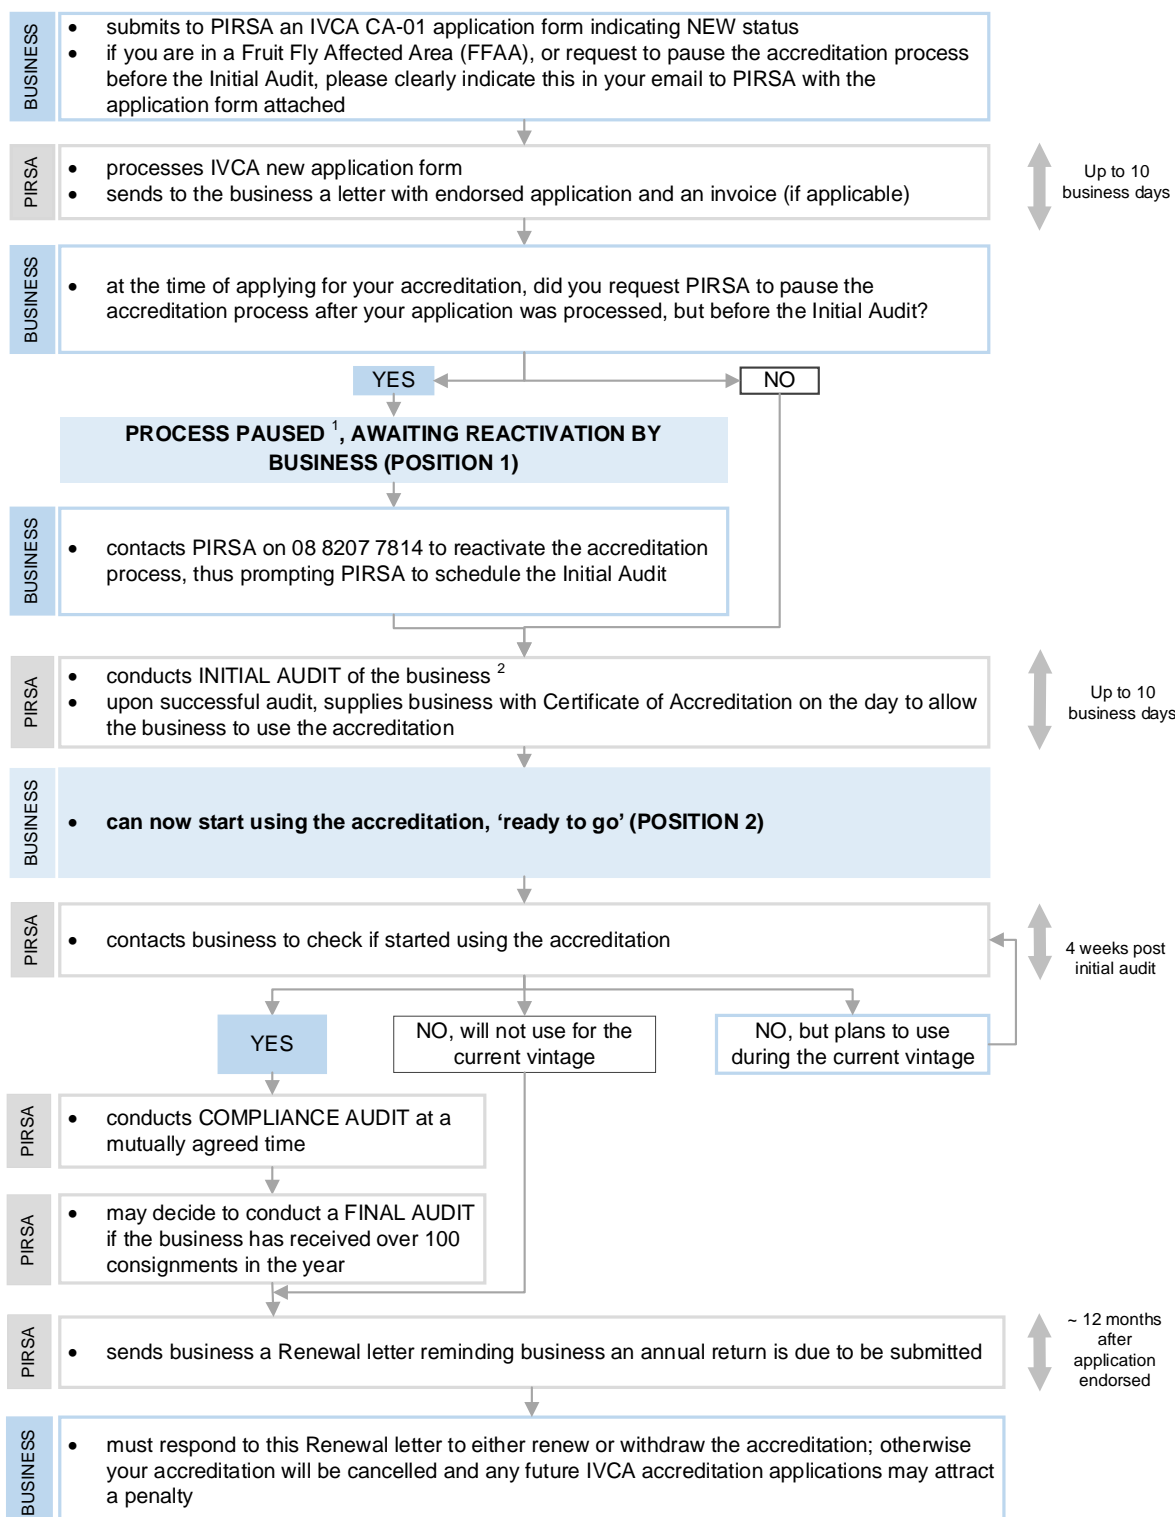 BUSINESS
• submits to PIRSA an IVCA CA-01 application form indicating NEW status
• if you are in a Fruit Fly Affected Area (FFAA), or request to pause the accreditation process
before the Initial Audit, please clearly indicate this in your email to PIRSA with the
application form attached
PIRSA
• processes IVCA new application form
• sends to the business a letter with endorsed application and an invoice (if applicable)
Up to 10
business days
BUSINESS
• at the time of applying for your accreditation, did you request PIRSA to pause the
accreditation process after your application was processed, but before the Initial Audit?
YES
NO
PROCESS PAUSED 1, AWAITING REACTIVATION BY
BUSINESS (POSITION 1)
BUSINESS
• contacts PIRSA on 08 8207 7814 to reactivate the accreditation
process, thus prompting PIRSA to schedule the Initial Audit
PIRSA
• conducts INITIAL AUDIT of the business 2
• upon successful audit, supplies business with Certificate of Accreditation on the day to allow
the business to use the accreditation
Up to 10
business days
BUSINESS
• can now start using the accreditation, ‘ready to go’ (POSITION 2)
PIRSA
• contacts business to check if started using the accreditation
4 weeks post
initial audit
YES
NO, will not use for the
current vintage
NO, but plans to use
during the current vintage
PIRSA
• conducts COMPLIANCE AUDIT at a
mutually agreed time
PIRSA
• may decide to conduct a FINAL AUDIT
if the business has received over 100
consignments in the year
PIRSA
• sends business a Renewal letter reminding business an annual return is due to be submitted
~ 12 months
after
application
endorsed
BUSINESS
• must respond to this Renewal letter to either renew or withdraw the accreditation; otherwise
your accreditation will be cancelled and any future IVCA accreditation applications may attract
a penalty